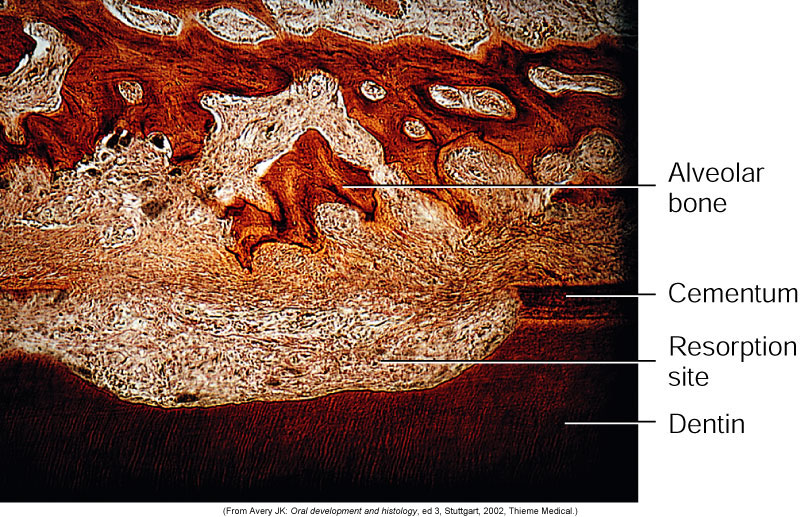 Alveolar
bone
Cementum
Resorption
site
Dentin
(From Avery JK: Oral development and histology, ed 3, Stuttgart, 2002, Thieme Medical.)